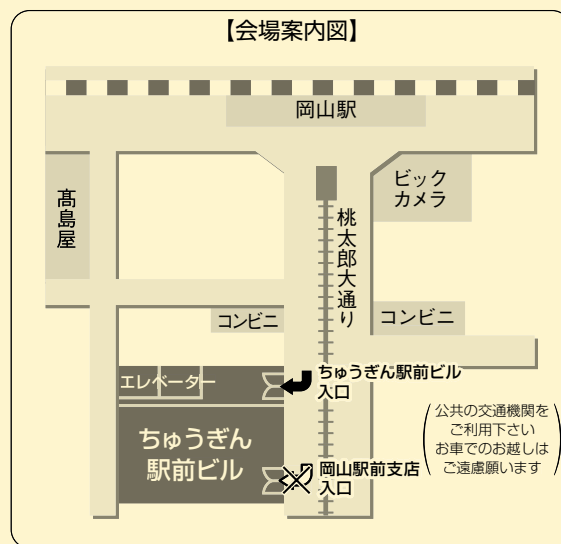 【会場案内図】
岡山駅
髙島屋
ビック
カメラ
桃太郎大通り
コンビニ
コンビニ
エレベーター
ちゅうぎん駅前ビル
入口
ちゅうぎん
駅前ビル
岡山駅前支店
入口
（公共の交通機関を
ご利用下さい
お車でのお越しは
ご遠慮願います）